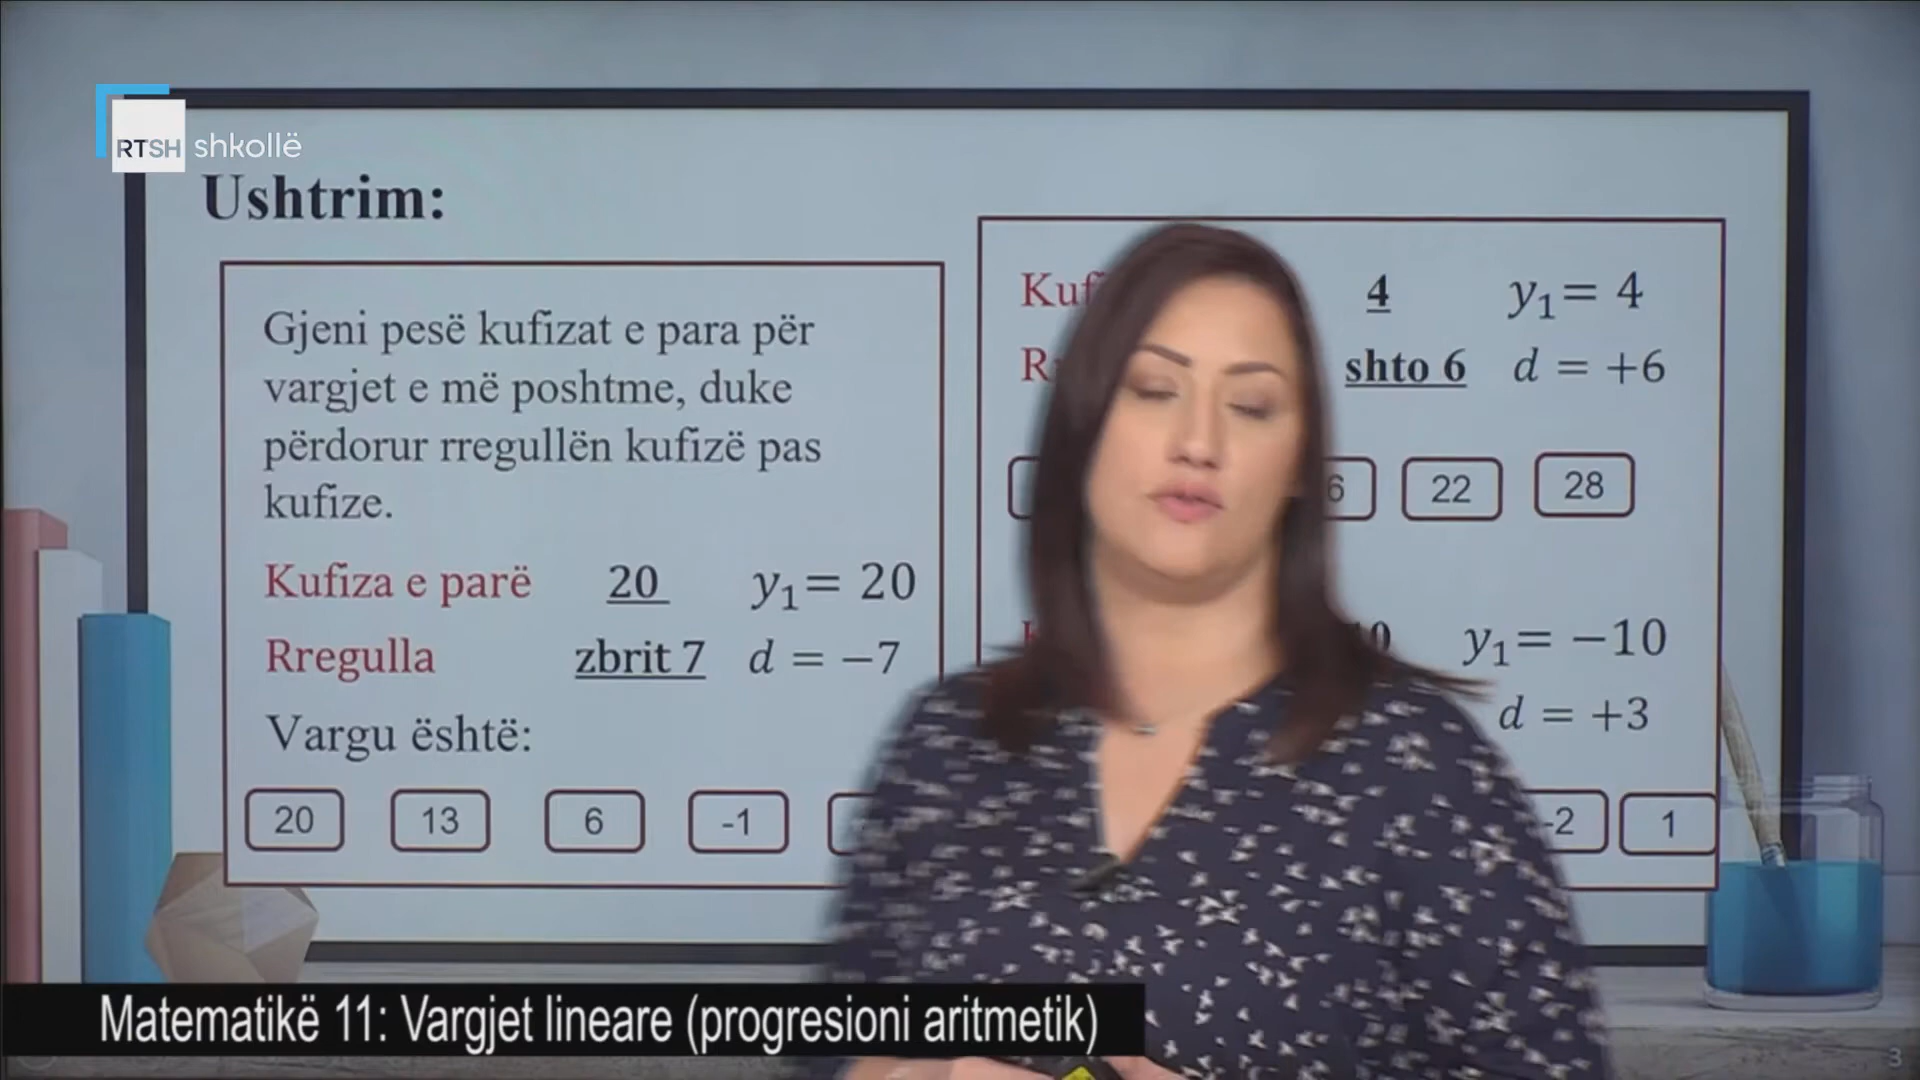 RTSH shkollë
Ushtrim:
Gjeni pesë kufizat e para për
vargjet e më poshtme, duke
përdorur rregullën kufizë pas
kufize.
Kufiza e parë 20 y₁= 20
Rregulla zbrit 7 d = −7
Vargu është:
20 13 6 -1
4 y₁= 4
shto 6 d = +6
22 28
y₁= −10
d = +3
-2 1
Matematikë 11: Vargjet lineare (progresioni aritmetik)
3